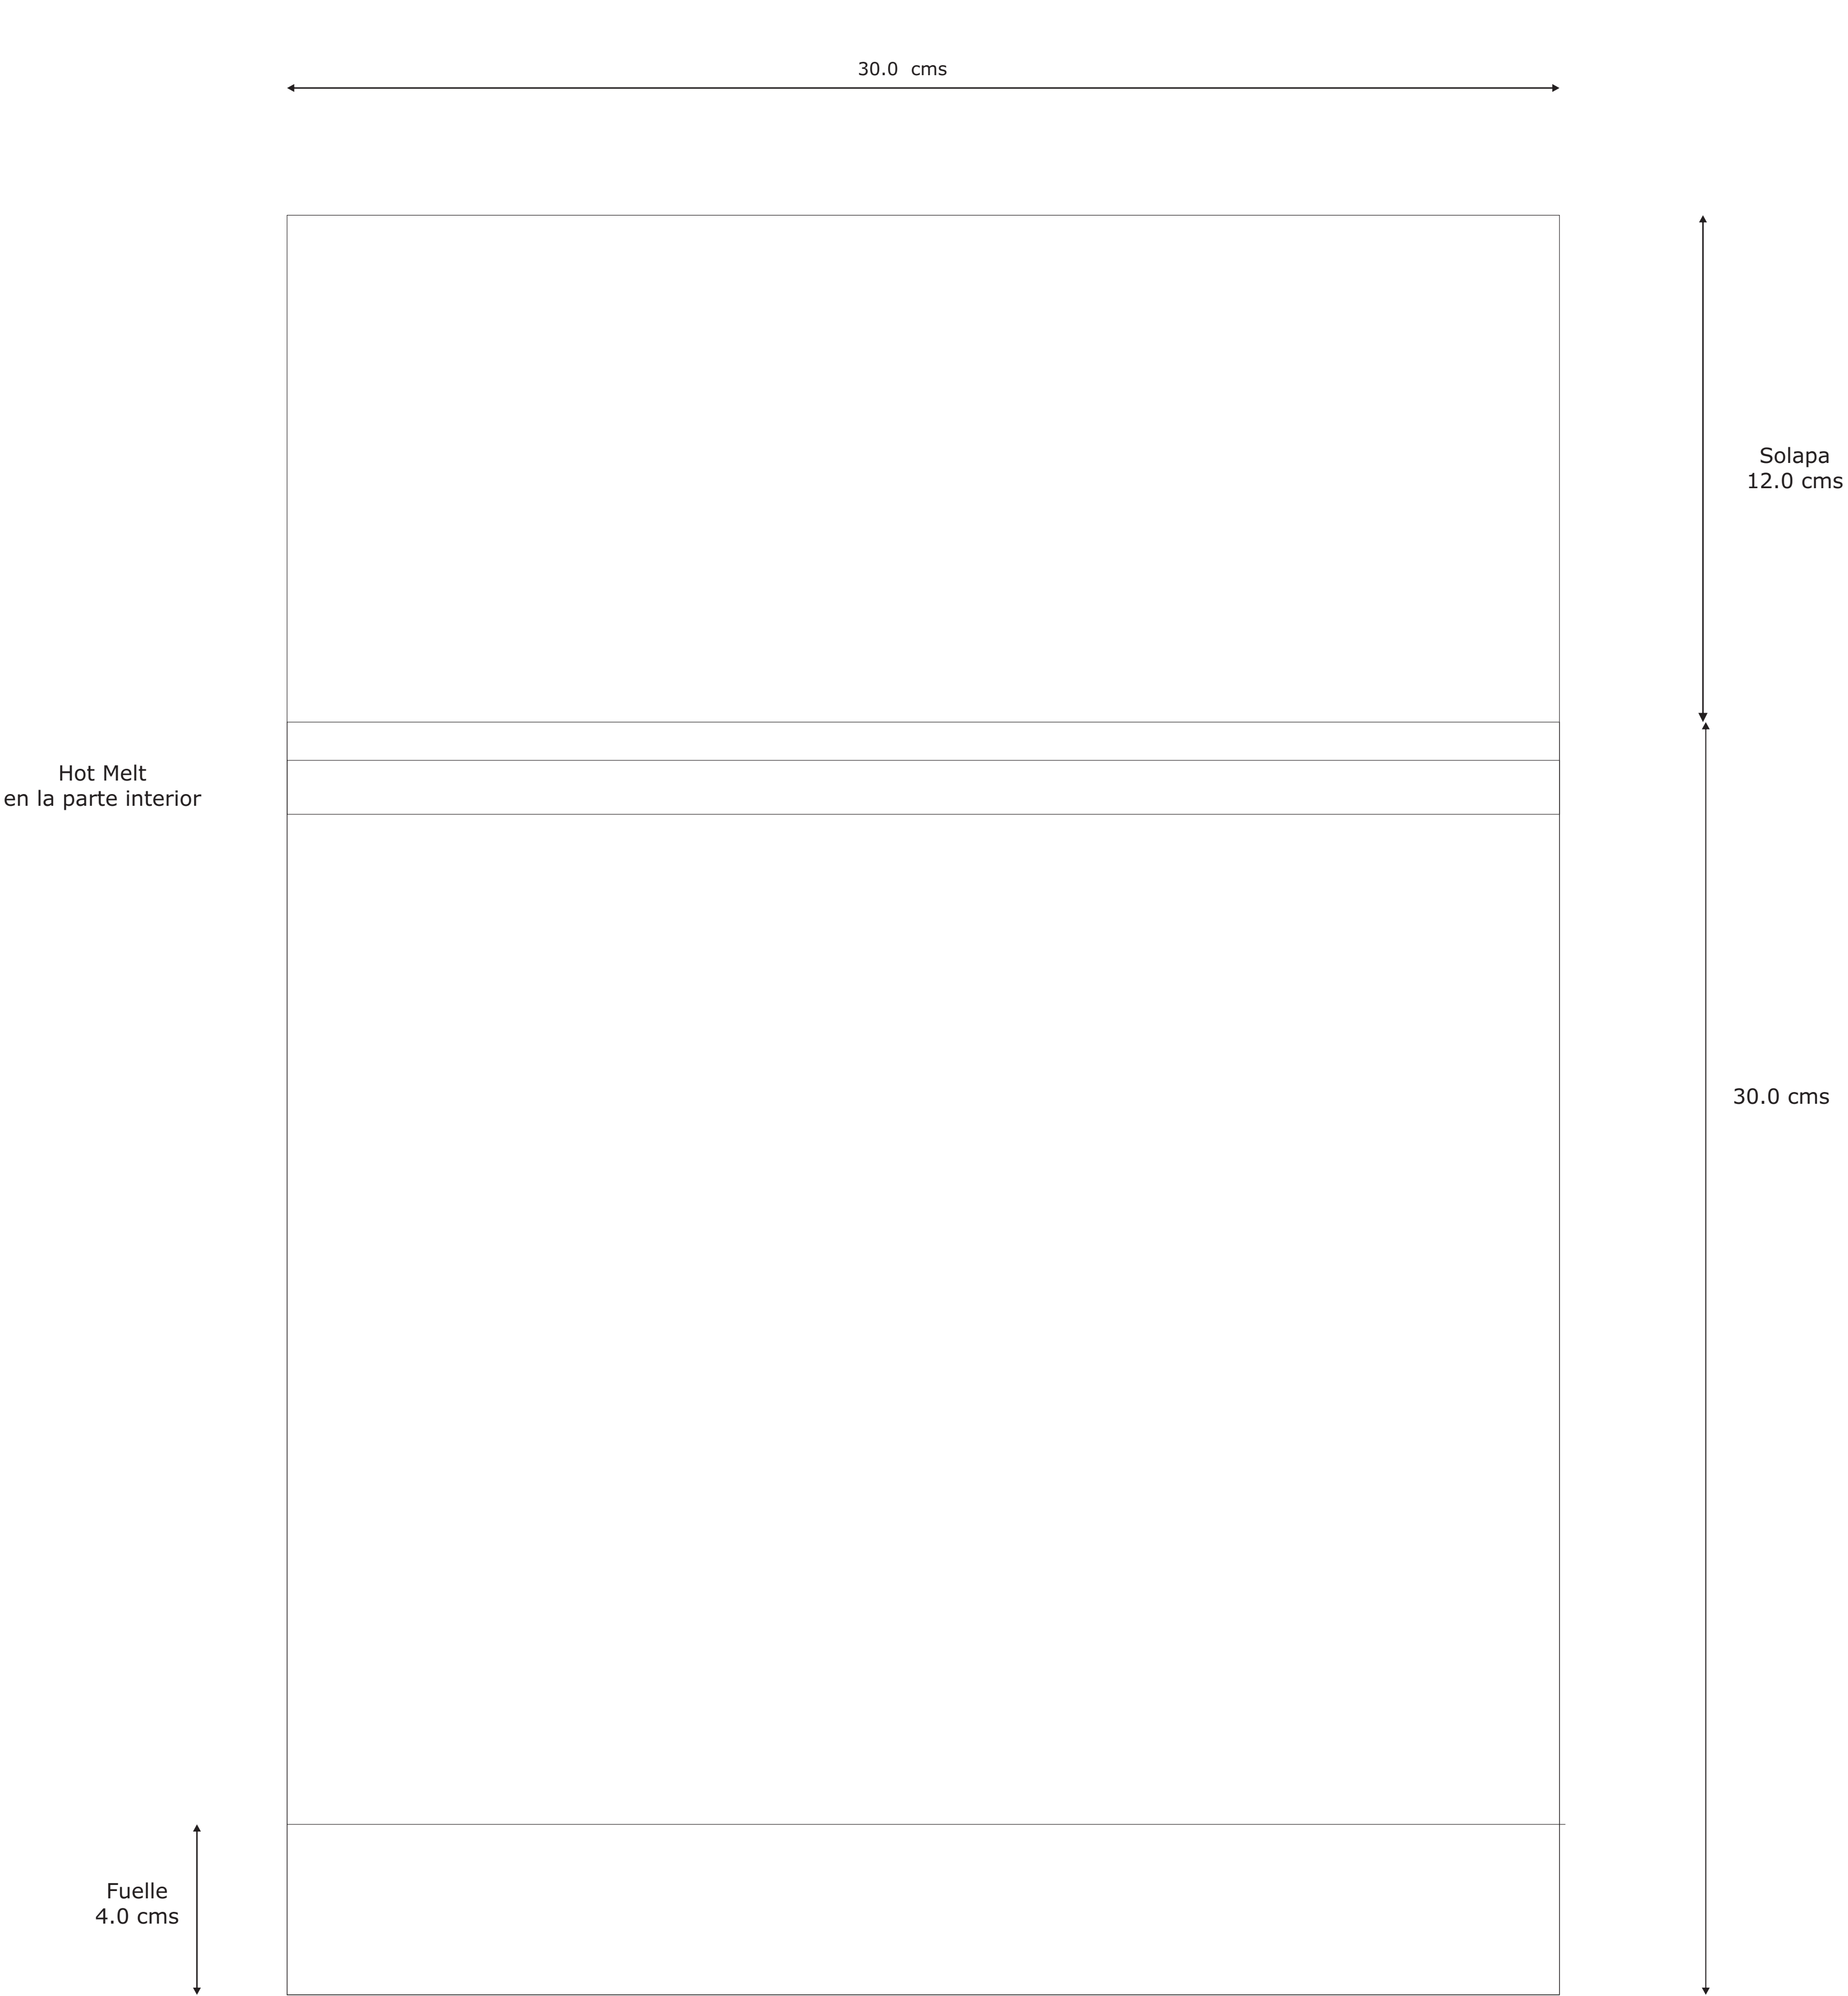 30.0  cms
Solapa
12.0 cms
Hot Melt
en la parte interior
30.0 cms
Fuelle
4.0 cms